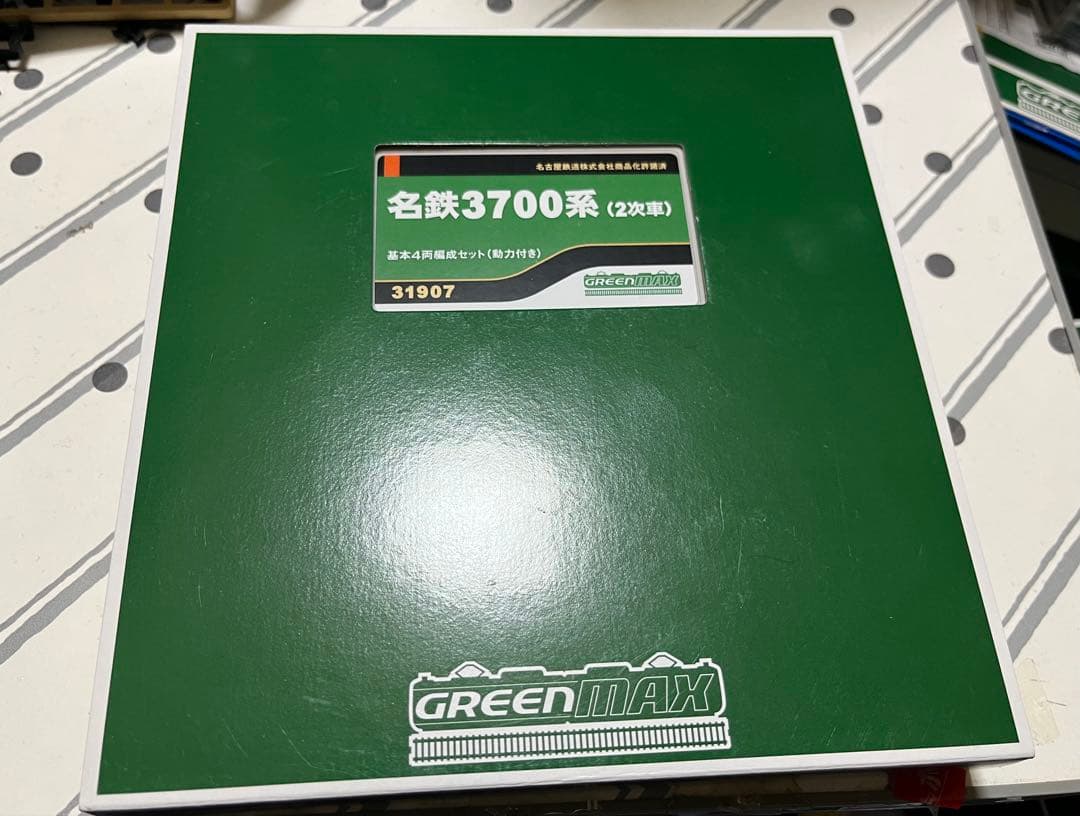 名古屋鉄道株式会社商品化許諾済
名鉄3700系(2次車)
基本4両編成セット(動力付き)
31907
GREENMAX
GREENMAX